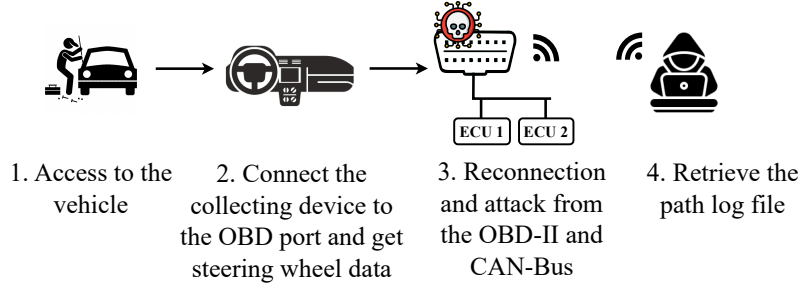 ECU 1
ECU 2
1. Access to the
vehicle
2. Connect the
collecting device to
the OBD port and get
steering wheel data
3. Reconnection
and attack from
the OBD-II and
CAN-Bus
4. Retrieve the
path log file